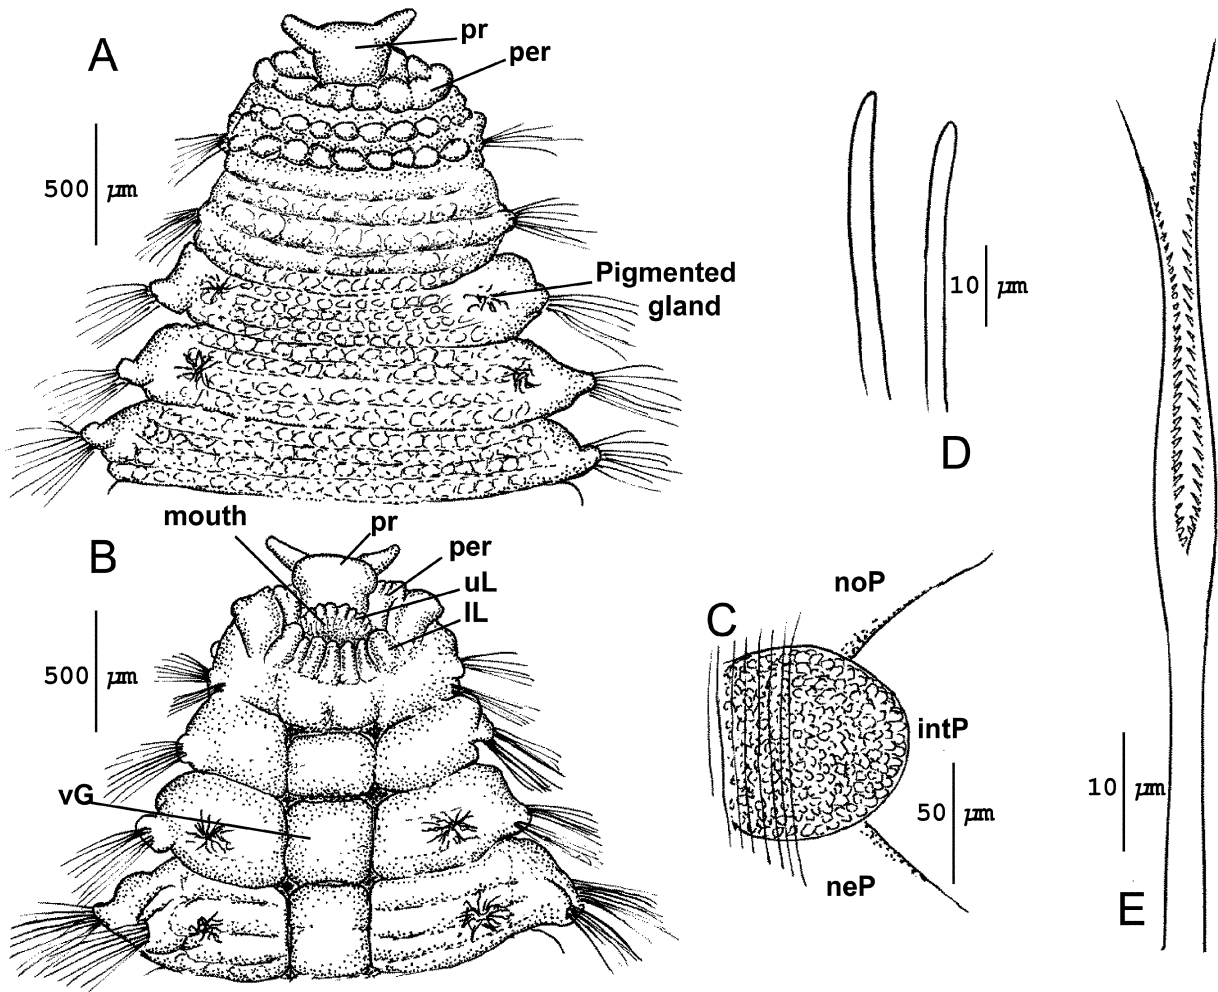 A
pr
per
500 µm
Pigmented
gland
10 µm
D
mouth
pr
B
per
uL
lL
500 µm
vG
noP
C
intP
50 µm
neP
10 µm
E